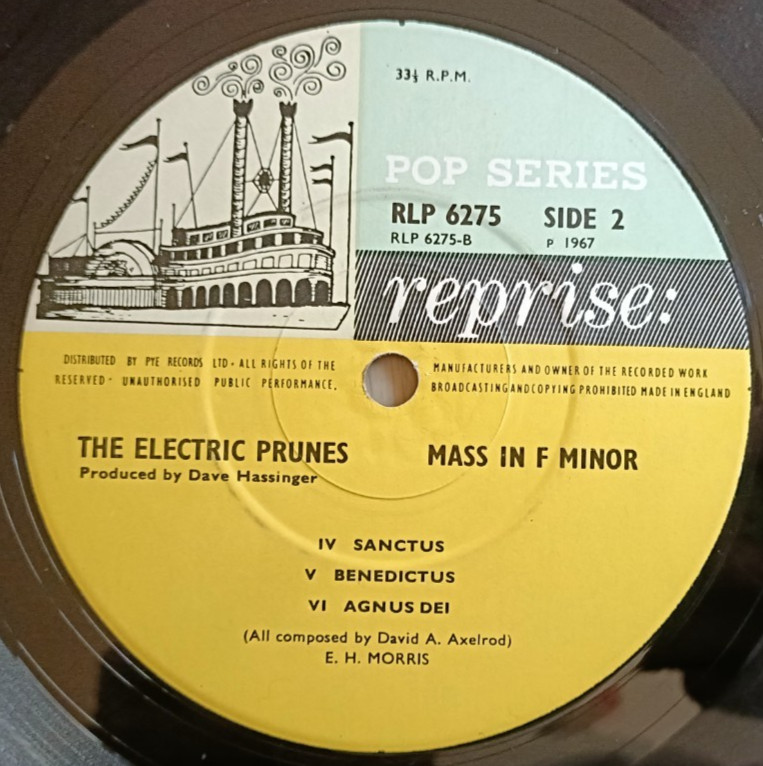 33⅓ R.P.M.
POP SERIES
RLP 6275 SIDE 2
RLP 6275-B P 1967
reprise:
DISTRIBUTED BY PYE RECORDS LTD · ALL RIGHTS OF THE MANUFACTURERS AND OWNER OF THE RECORDED WORK
RESERVED · UNAUTHORISED PUBLIC PERFORMANCE, BROADCASTING AND COPYING PROHIBITED MADE IN ENGLAND
THE ELECTRIC PRUNES MASS IN F MINOR
Produced by Dave Hassinger
IV SANCTUS
V BENEDICTUS
VI AGNUS DEI
(All composed by David A. Axelrod)
E. H. MORRIS